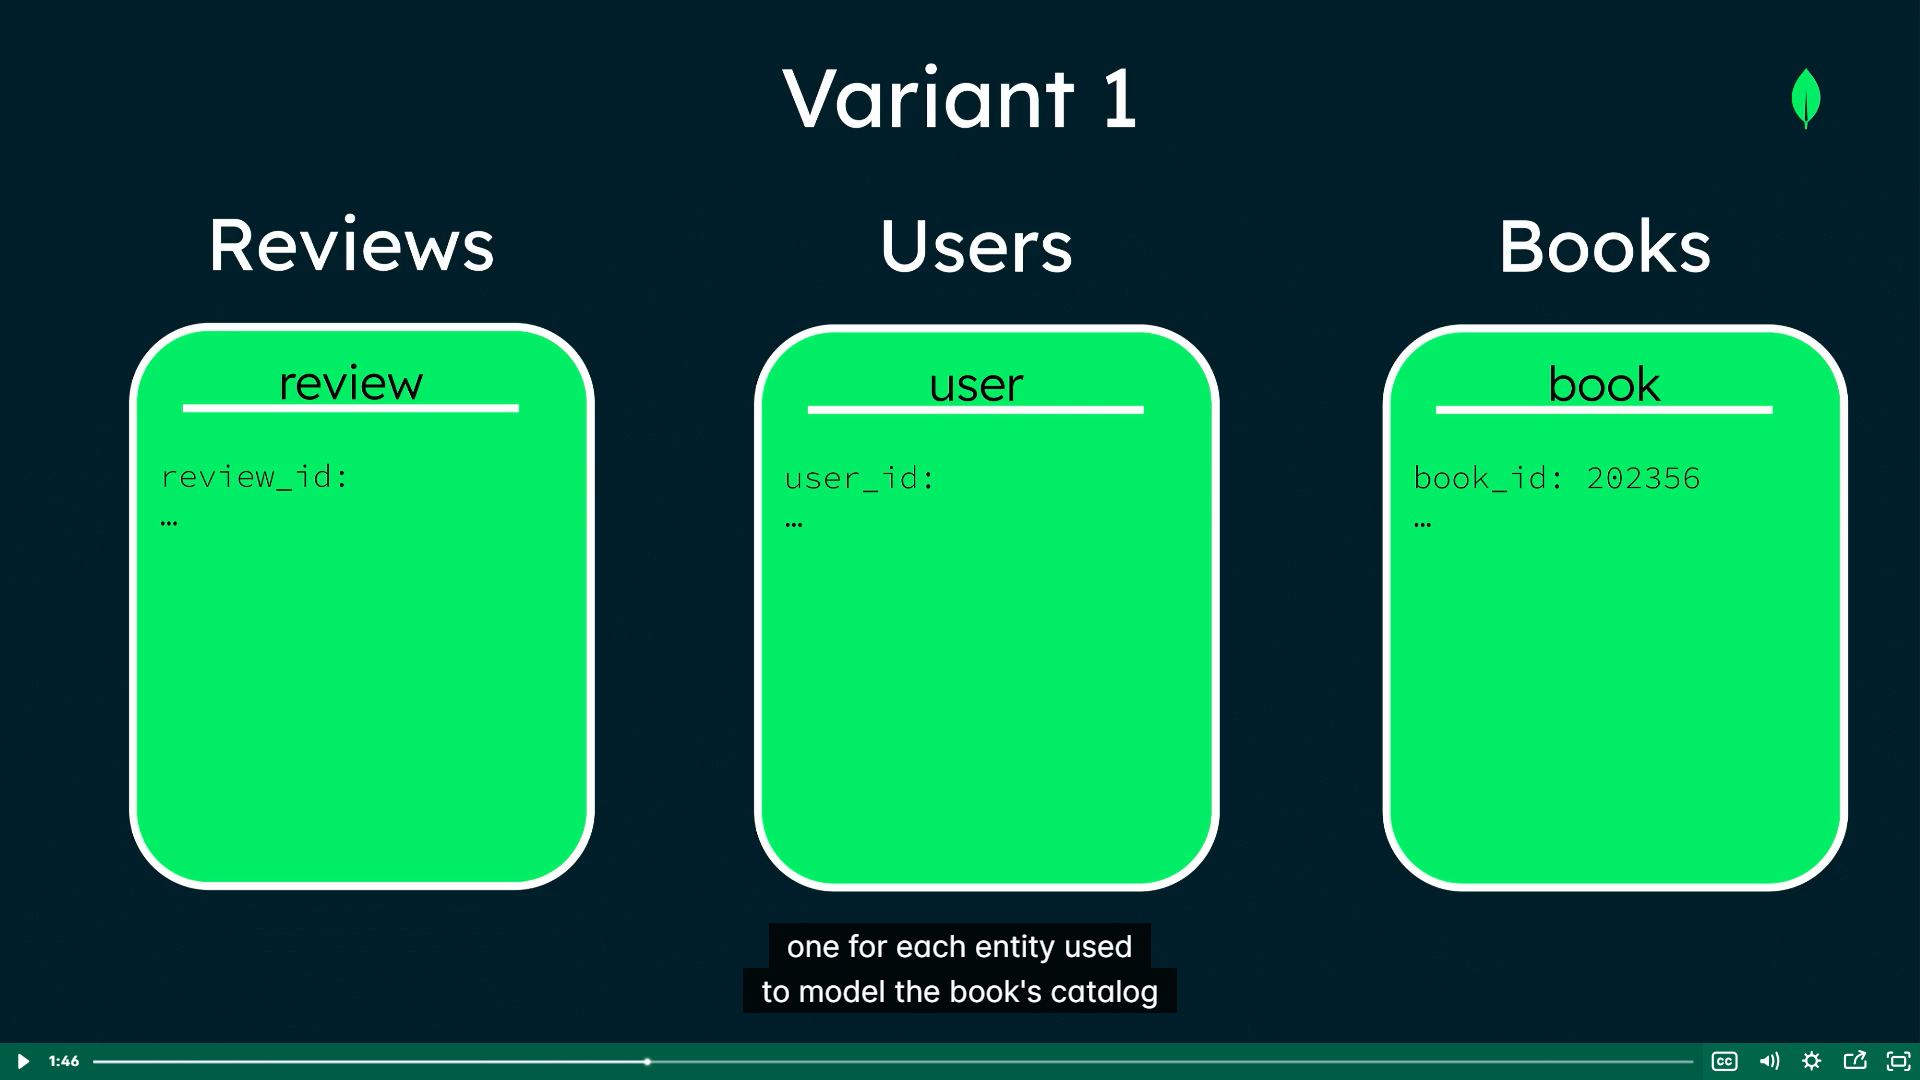 Variant 1
Reviews
Users
Books
review
review_id:
…
user
user_id:
…
book
book_id: 202356
…
one for each entity used
to model the book's catalog
1:46
CC